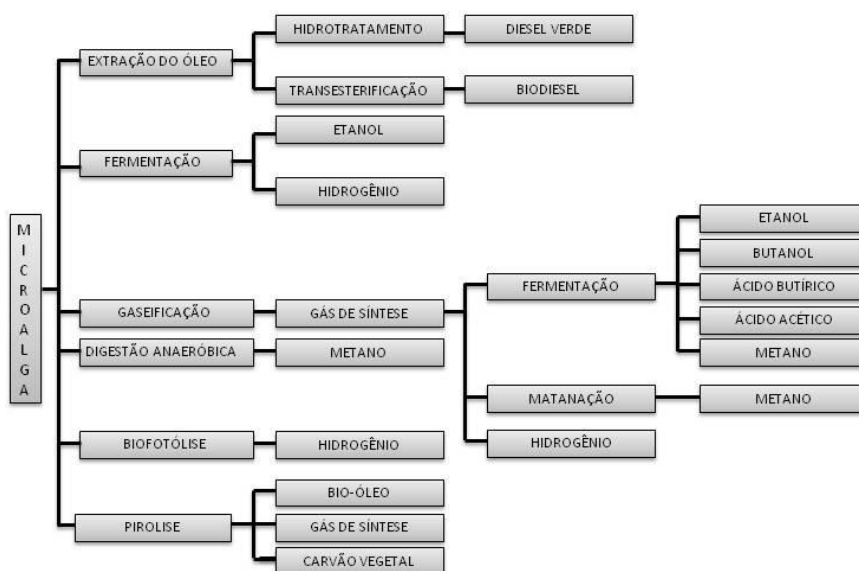 MICROALGA
EXTRAÇÃO DO ÓLEO
HIDROTRATAMENTO
DIESEL VERDE
TRANSESTERIFICAÇÃO
BIODIESEL
FERMENTAÇÃO
ETANOL
HIDROGÊNIO
GASEIFICAÇÃO
GÁS DE SÍNTESE
FERMENTAÇÃO
ETANOL
BUTANOL
ÁCIDO BUTÍRICO
ÁCIDO ACÉTICO
METANO
MATANAÇÃO
METANO
HIDROGÊNIO
DIGESTÃO ANAERÓBICA
METANO
BIOFOTÓLISE
HIDROGÊNIO
PIROLISE
BIO-ÓLEO
GÁS DE SÍNTESE
CARVÃO VEGETAL